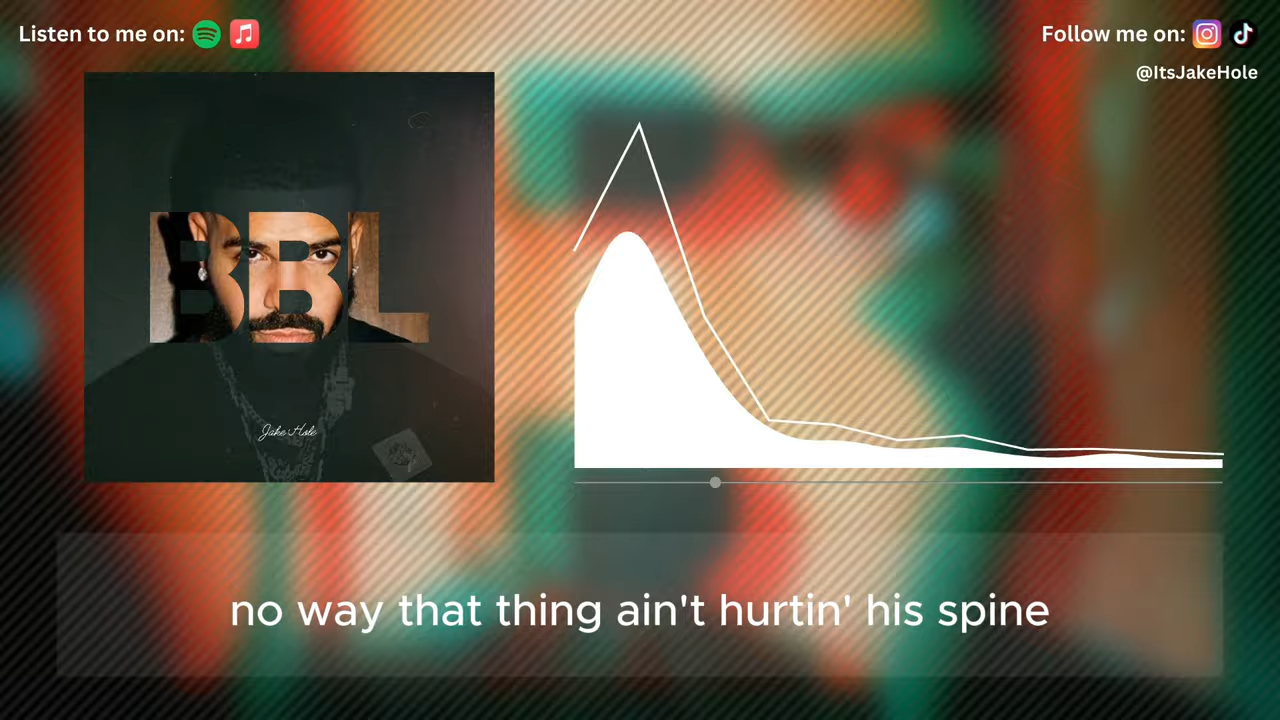 Listen to me on:
Follow me on:
@ItsJakeHole
BBL
Jake Hole
no way that thing ain't hurtin' his spine